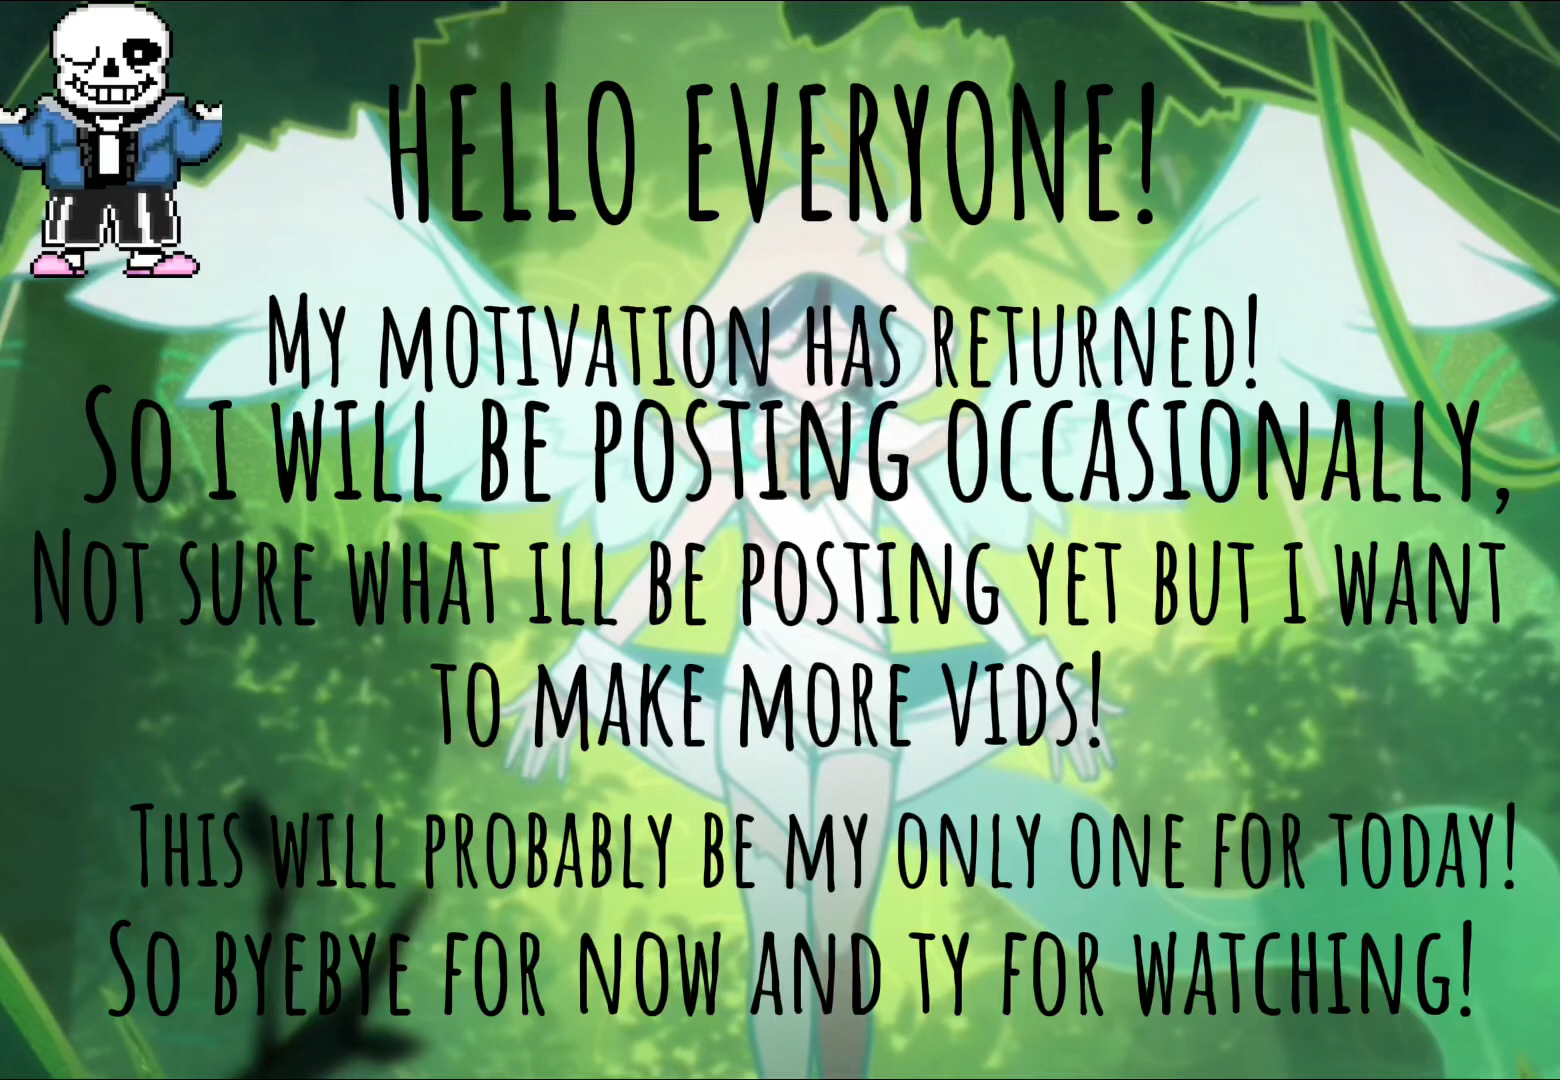 HELLO EVERYONE!
MY MOTIVATION HAS RETURNED!
SO I WILL BE POSTING OCCASIONALLY,
NOT SURE WHAT ILL BE POSTING YET BUT I WANT
TO MAKE MORE VIDS!
THIS WILL PROBABLY BE MY ONLY ONE FOR TODAY!
SO BYEBYE FOR NOW AND TY FOR WATCHING!